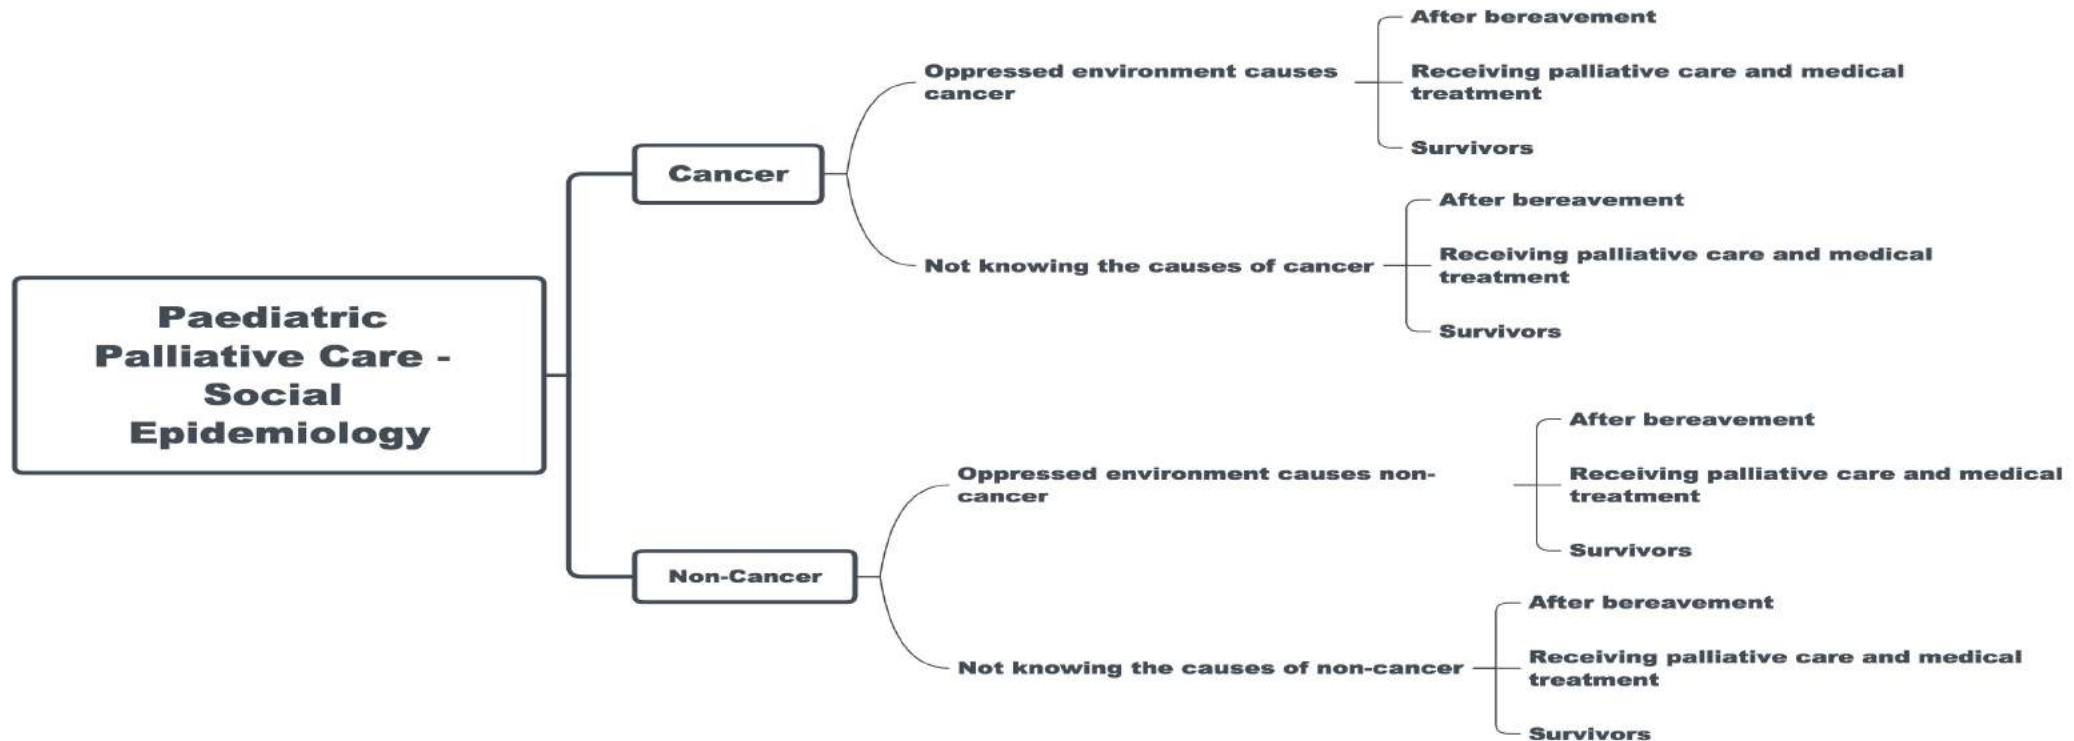 Paediatric
Palliative Care -
Social
Epidemiology
Cancer
Oppressed environment causes
cancer
After bereavement
Receiving palliative care and medical
treatment
Survivors
Not knowing the causes of cancer
After bereavement
Receiving palliative care and medical
treatment
Survivors
Non-Cancer
Oppressed environment causes non-
cancer
After bereavement
Receiving palliative care and medical
treatment
Survivors
Not knowing the causes of non-cancer
After bereavement
Receiving palliative care and medical
treatment
Survivors